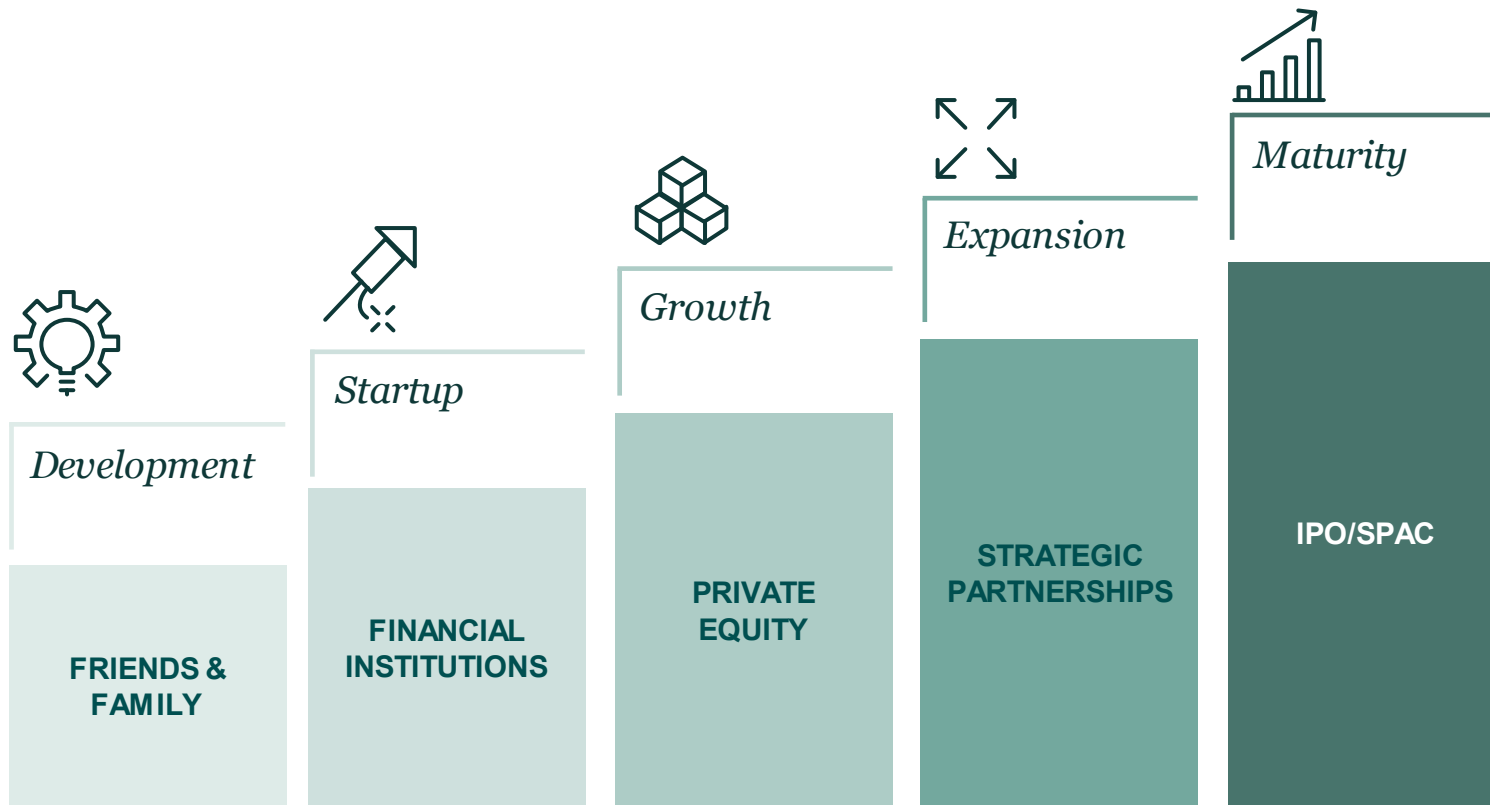 Development
FRIENDS &
FAMILY
Startup
FINANCIAL
INSTITUTIONS
Growth
PRIVATE
EQUITY
Expansion
STRATEGIC
PARTNERSHIPS
Maturity
IPO/SPAC